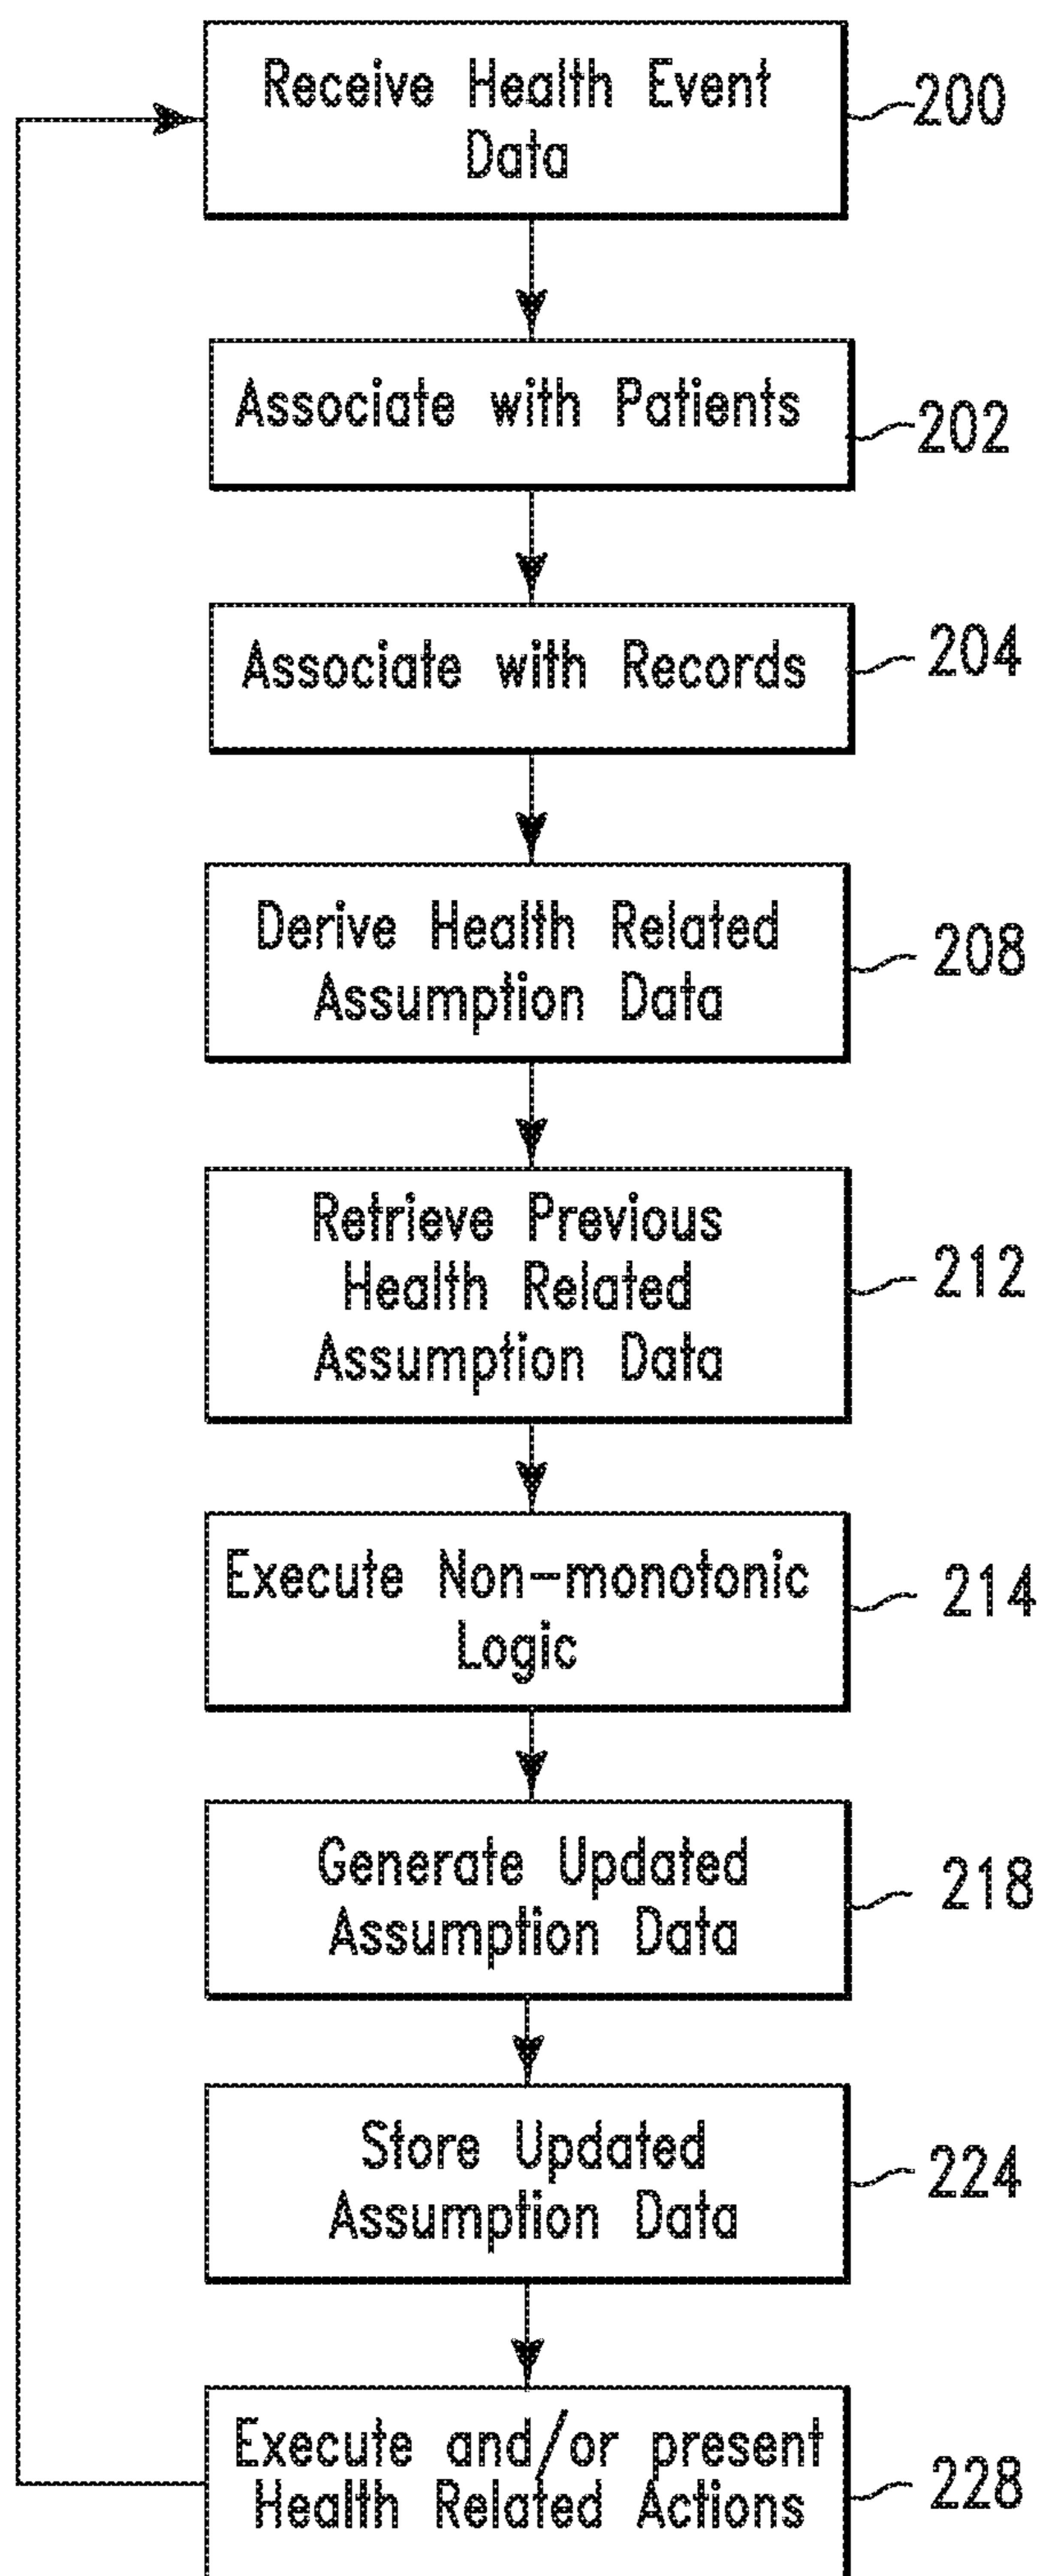 Receive Health Event
Data
200
Associate with Patients
202
Associate with Records
204
Derive Health Related
Assumption Data
208
Retrieve Previous
Health Related
Assumption Data
212
Execute Non-monotonic
Logic
214
Generate Updated
Assumption Data
218
Store Updated
Assumption Data
224
Execute and/or present
Health Related Actions
228